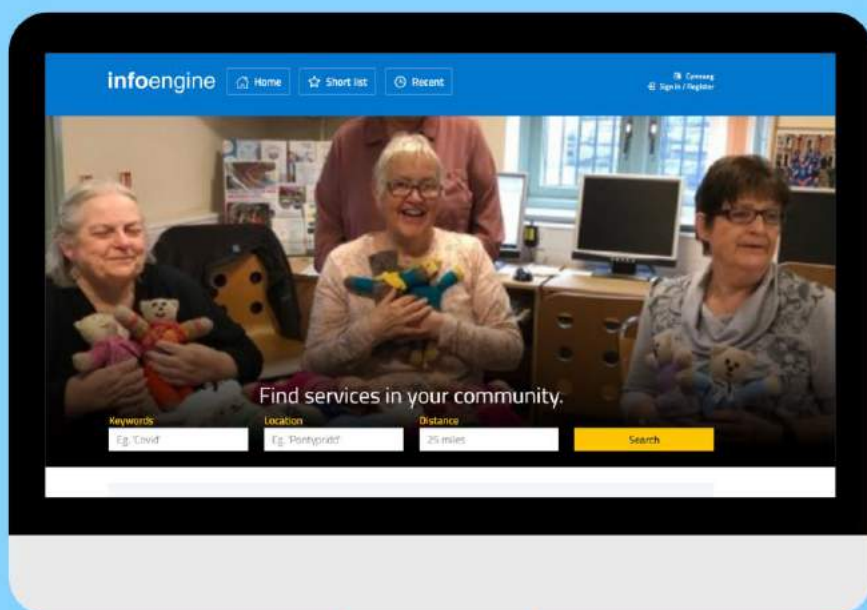 infoengine
Home
Short list
Recent
Cymraeg
Sign in / Register
Find services in your community.
Keywords
Location
Distance
Eg. 'Covid'
Eg. 'Pontypridd'
25 miles
Search